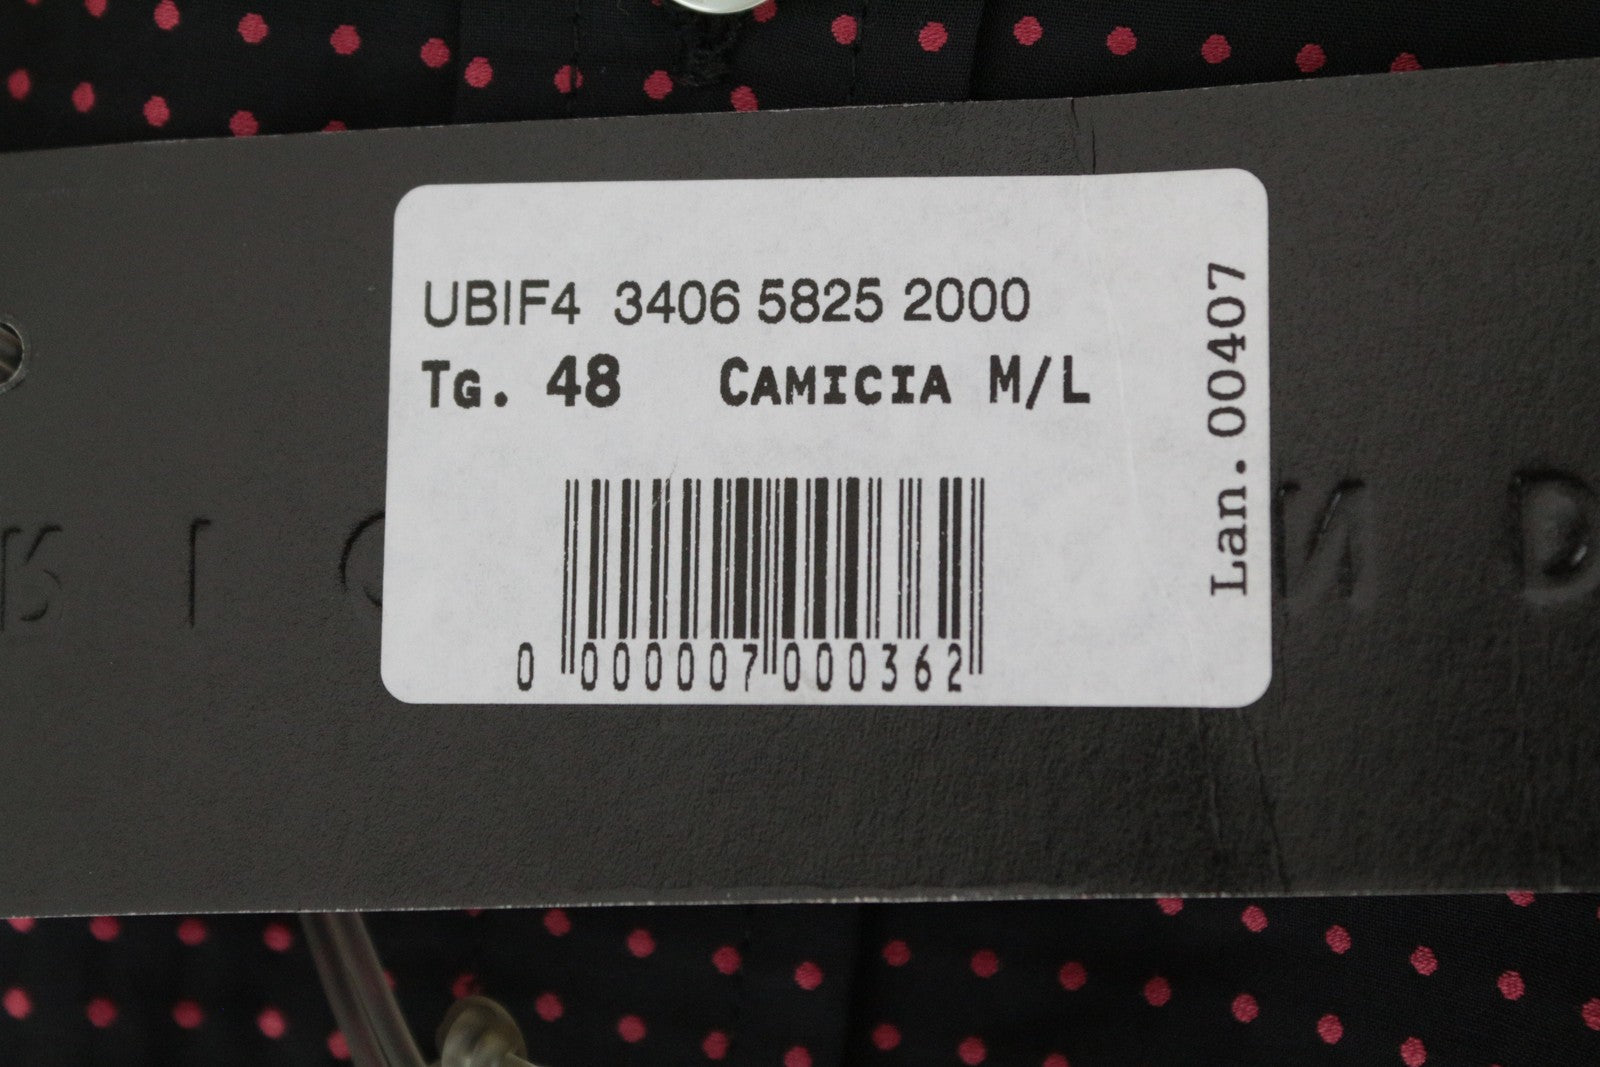 UBIF4 3406 5825 2000
Tg. 48 Camicia M/L
0 000007 000362
Lan. 00407